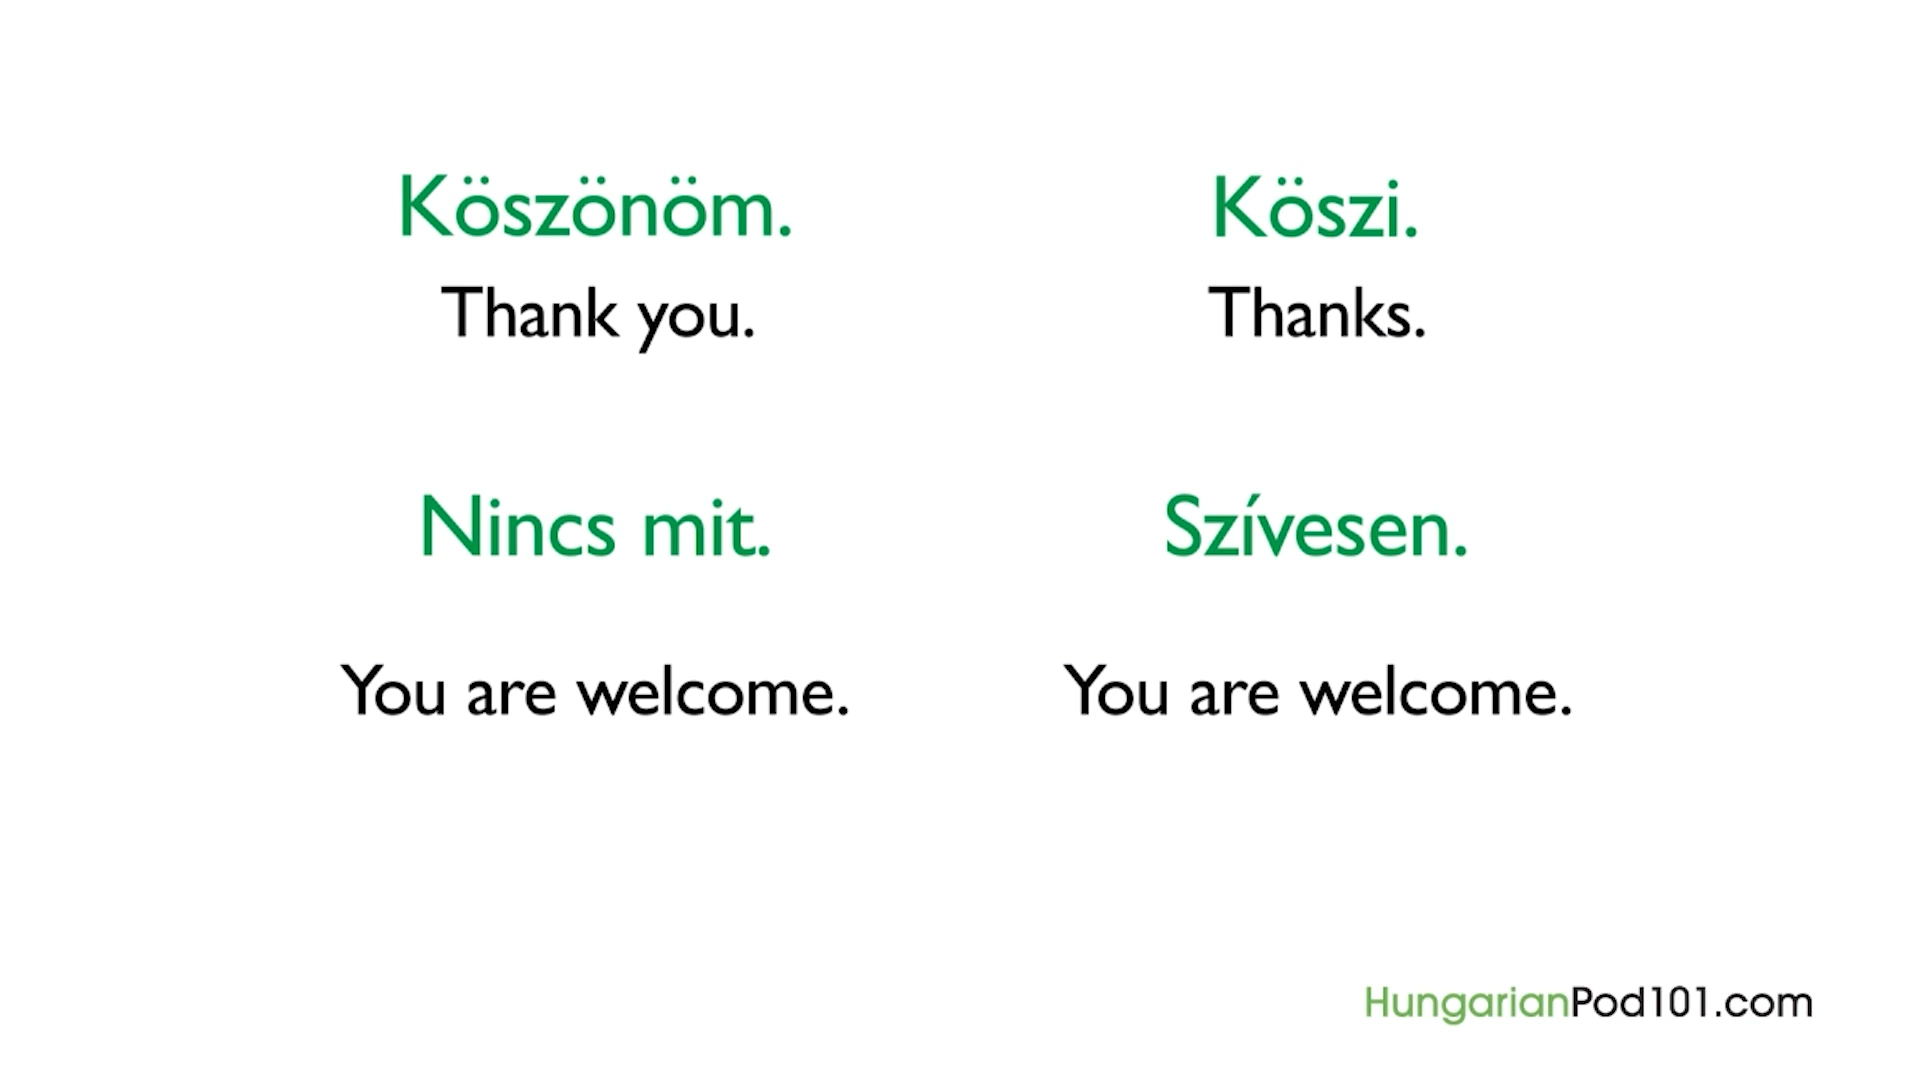 Köszönöm.
Thank you.
Köszi.
Thanks.
Nincs mit.
You are welcome.
Szívesen.
You are welcome.
HungarianPod101.com